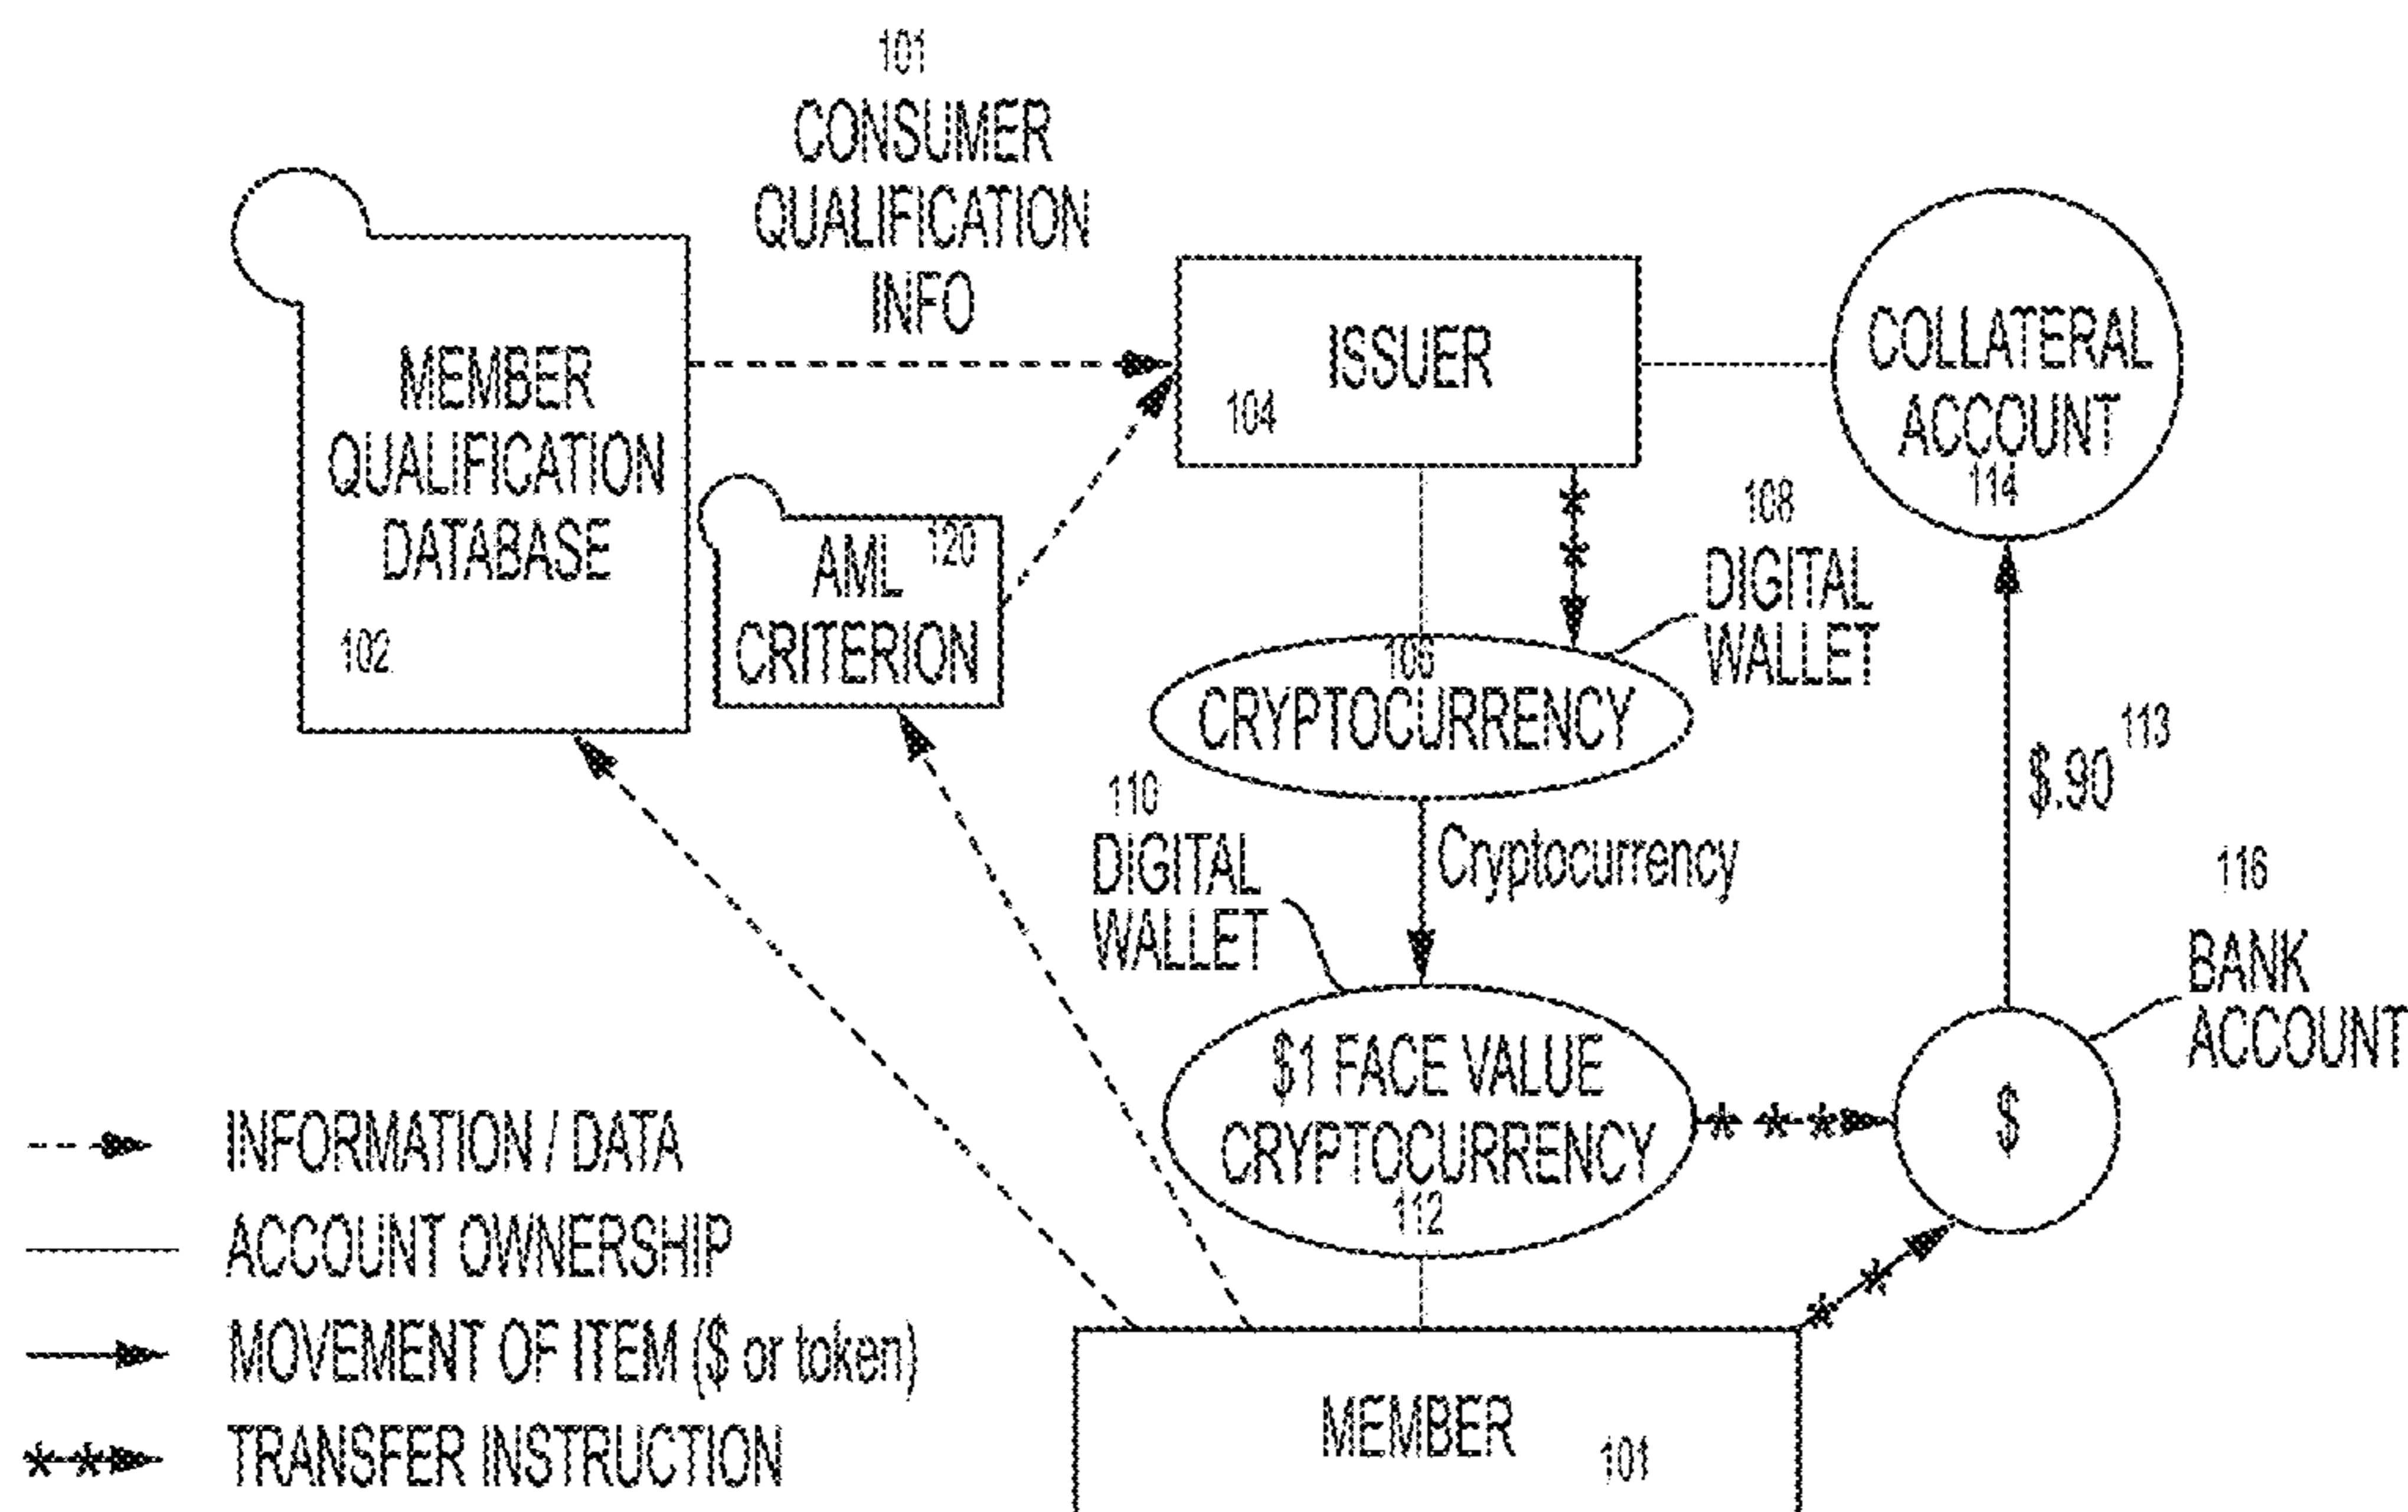 101
CONSUMER
QUALIFICATION
INFO
MEMBER
QUALIFICATION
DATABASE
102
AML 120
CRITERION
ISSUER
104
COLLATERAL
ACCOUNT
114
108
DIGITAL
WALLET
106
CRYPTOCURRENCY
110
DIGITAL
WALLET
Cryptocurrency
$.90 113
116
BANK
ACCOUNT
$1 FACE VALUE
CRYPTOCURRENCY
112
$
MEMBER
101
INFORMATION / DATA
ACCOUNT OWNERSHIP
MOVEMENT OF ITEM ($ or token)
TRANSFER INSTRUCTION